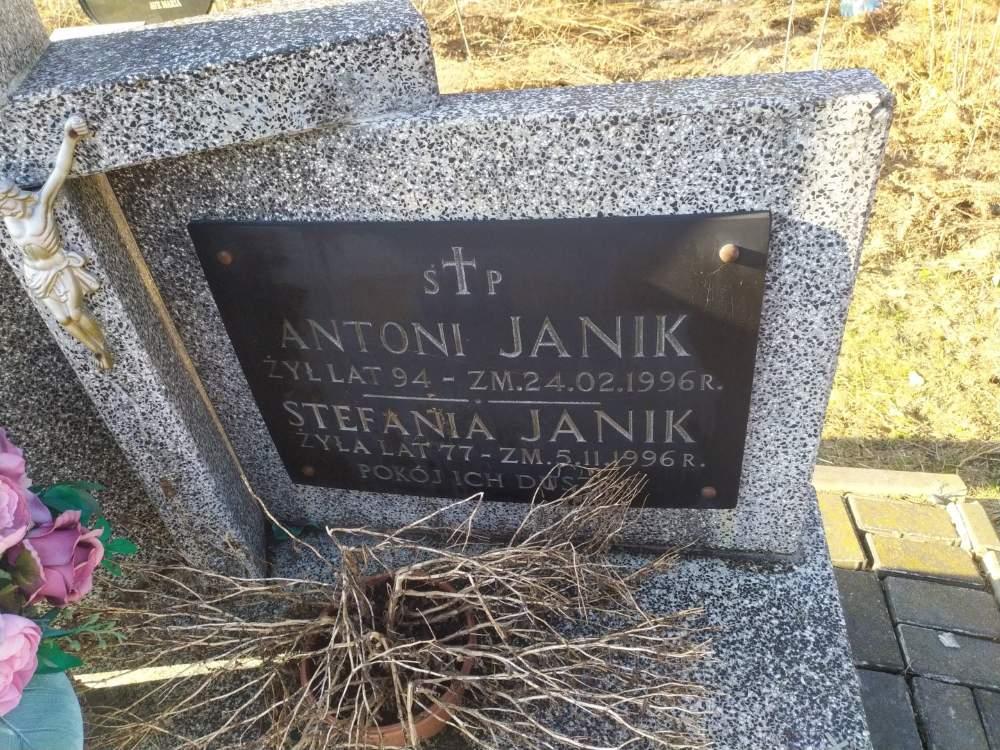 Ś P
ANTONI JANIK
ŻYŁ LAT 94 - ZM. 24.02.1996 R.
STEFANIA JANIK
ŻYŁA LAT 77 - ZM. 5.11.1996 R.
POKÓJ ICH